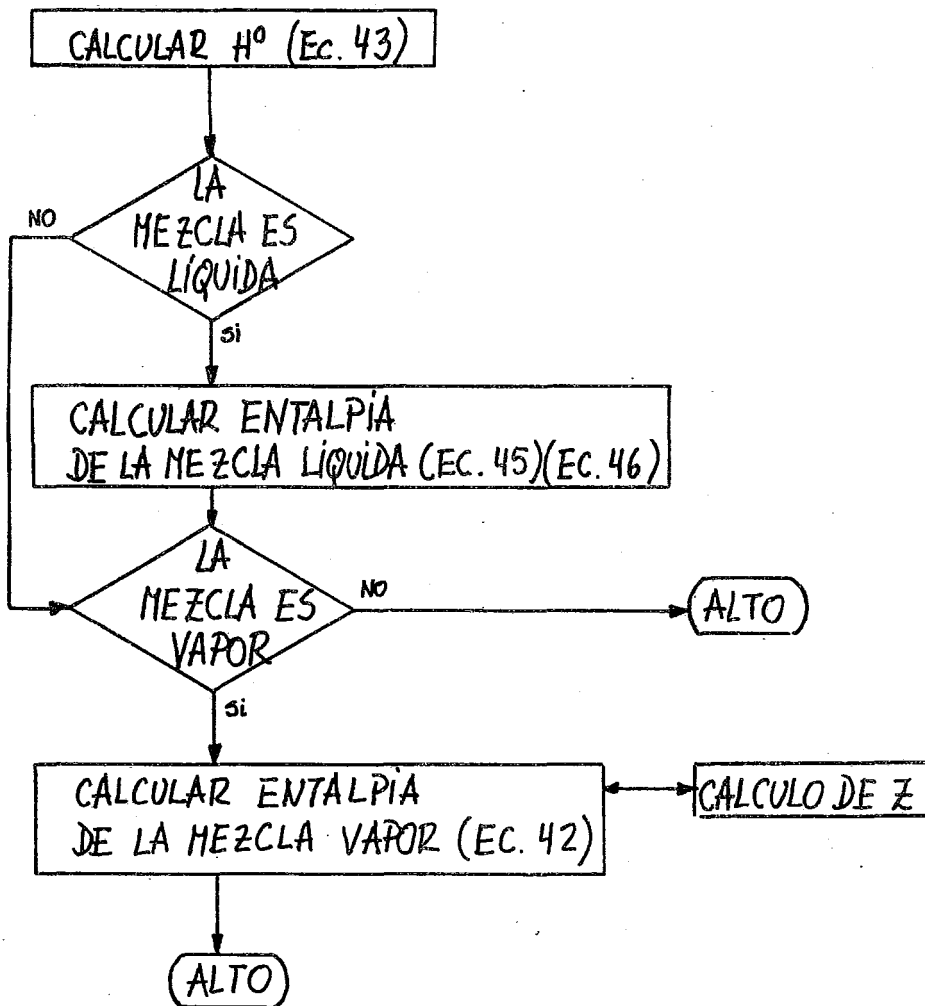 CALCULAR Hº (EC. 43)
LA
MEZCLA ES
LÍQUIDA
NO
Si
CALCULAR ENTALPÍA
DE LA MEZCLA LÍQUIDA (EC. 45)(EC. 46)
LA
MEZCLA ES
VAPOR
NO
ALTO
Si
CALCULAR ENTALPÍA
DE LA MEZCLA VAPOR (EC. 42)
CALCULO DE Z
ALTO